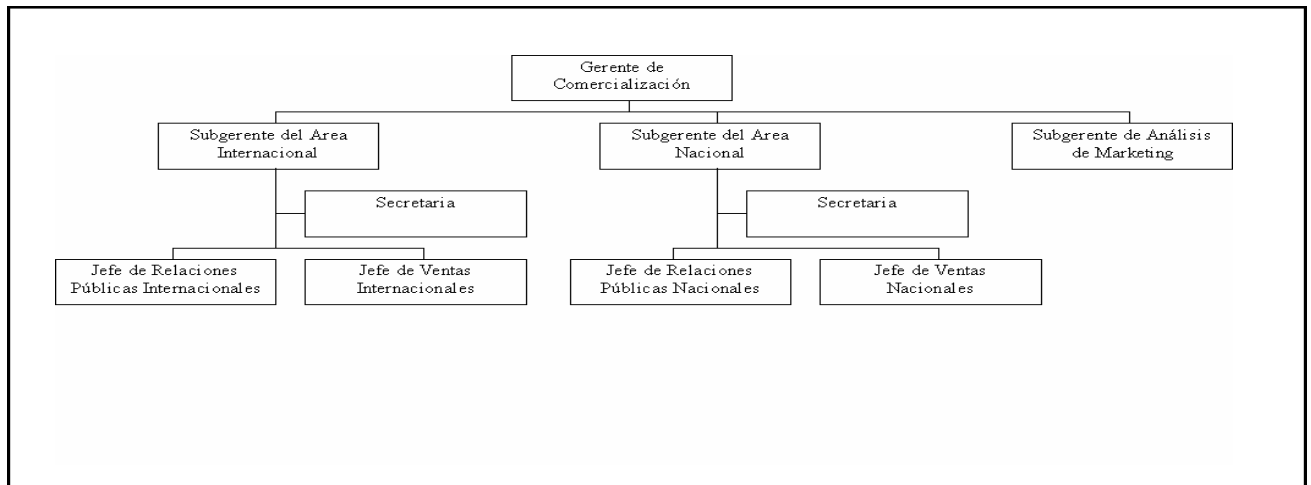 Gerente de
Comercialización
Subgerente del Area
Internacional
Subgerente del Area
Nacional
Subgerente de Análisis
de Marketing
Secretaria
Secretaria
Jefe de Relaciones
Públicas Internacionales
Jefe de Ventas
Internacionales
Jefe de Relaciones
Públicas Nacionales
Jefe de Ventas
Nacionales